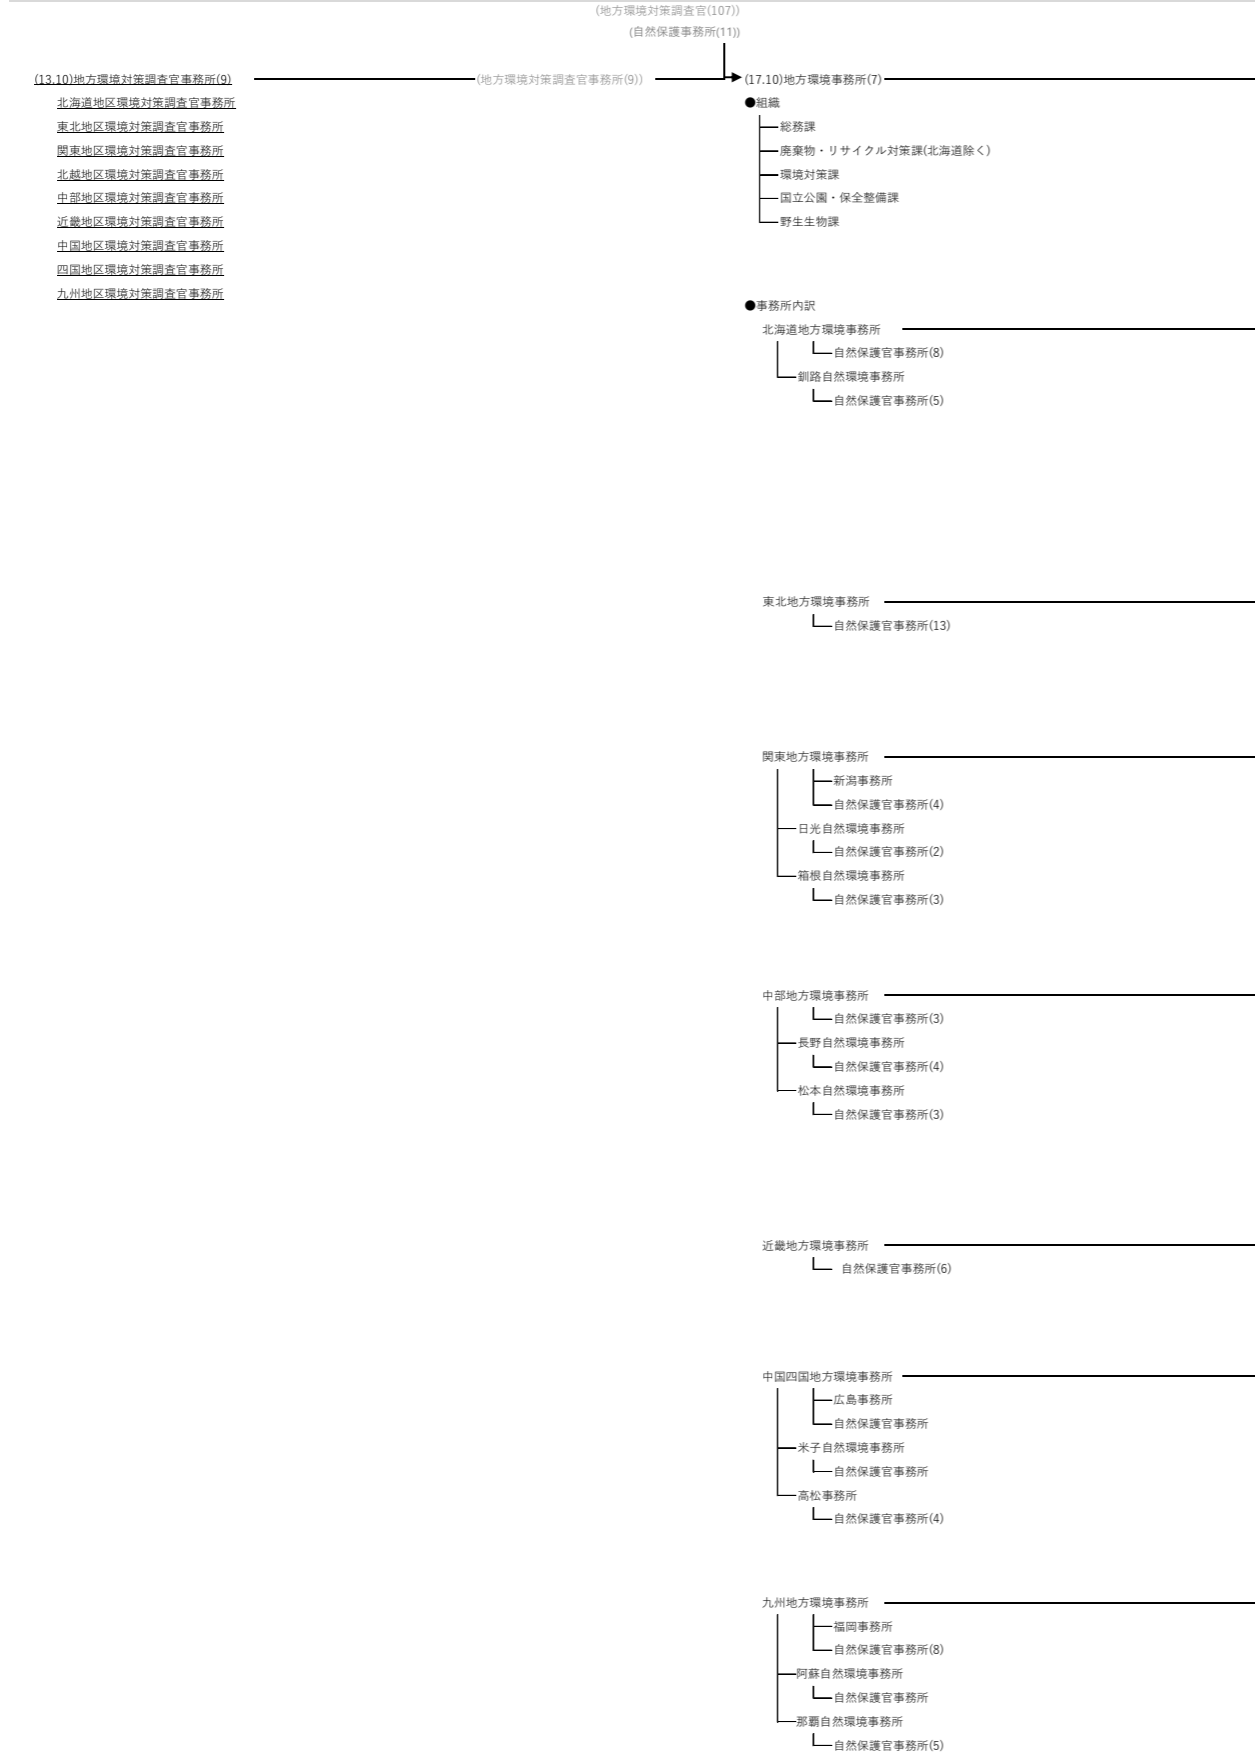 (地方環境対策調査官(107))
(自然保護事務所(11))
(13.10)地方環境対策調査官事務所(9)
(地方環境対策調査官事務所(9))
(17.10)地方環境事務所(7)
北海道地区環境対策調査官事務所
東北地区環境対策調査官事務所
関東地区環境対策調査官事務所
北越地区環境対策調査官事務所
中部地区環境対策調査官事務所
近畿地区環境対策調査官事務所
中国地区環境対策調査官事務所
四国地区環境対策調査官事務所
九州地区環境対策調査官事務所
●組織
総務課
廃棄物・リサイクル対策課(北海道除く)
環境対策課
国立公園・保全整備課
野生生物課
●事務所内訳
北海道地方環境事務所
自然保護官事務所(8)
釧路自然環境事務所
自然保護官事務所(5)
東北地方環境事務所
自然保護官事務所(13)
関東地方環境事務所
新潟事務所
自然保護官事務所(4)
日光自然環境事務所
自然保護官事務所(2)
箱根自然環境事務所
自然保護官事務所(3)
中部地方環境事務所
自然保護官事務所(3)
長野自然環境事務所
自然保護官事務所(4)
松本自然環境事務所
自然保護官事務所(3)
近畿地方環境事務所
自然保護官事務所(6)
中国四国地方環境事務所
広島事務所
自然保護官事務所
米子自然環境事務所
自然保護官事務所
高松事務所
自然保護官事務所(4)
九州地方環境事務所
福岡事務所
自然保護官事務所(8)
阿蘇自然環境事務所
自然保護官事務所
那覇自然環境事務所
自然保護官事務所(5)